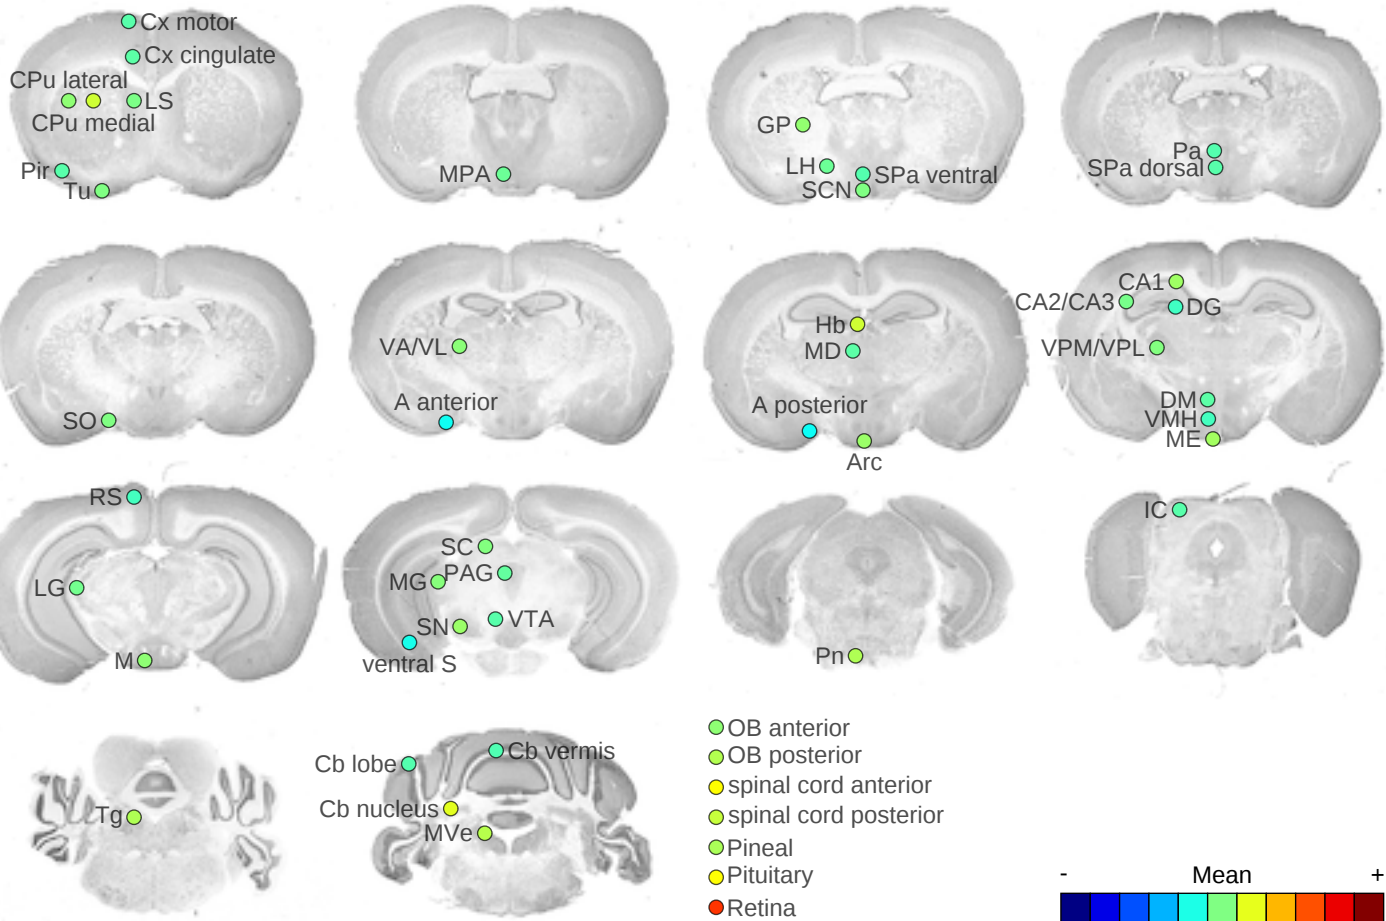 Cx motor
Cx cingulate
CPu lateral
LS
CPu medial
Pir
Tu
MPA
GP
LH
SPa ventral
SCN
Pa
SPa dorsal
SO
VA/VL
A anterior
Hb
MD
A posterior
Arc
CA1
CA2/CA3
DG
VPM/VPL
DM
VMH
ME
RS
LG
M
SC
MG
PAG
SN
VTA
ventral S
Pn
IC
Tg
Cb lobe
Cb vermis
Cb nucleus
MVe
OB anterior
OB posterior
spinal cord anterior
spinal cord posterior
Pineal
Pituitary
Retina
- Mean +